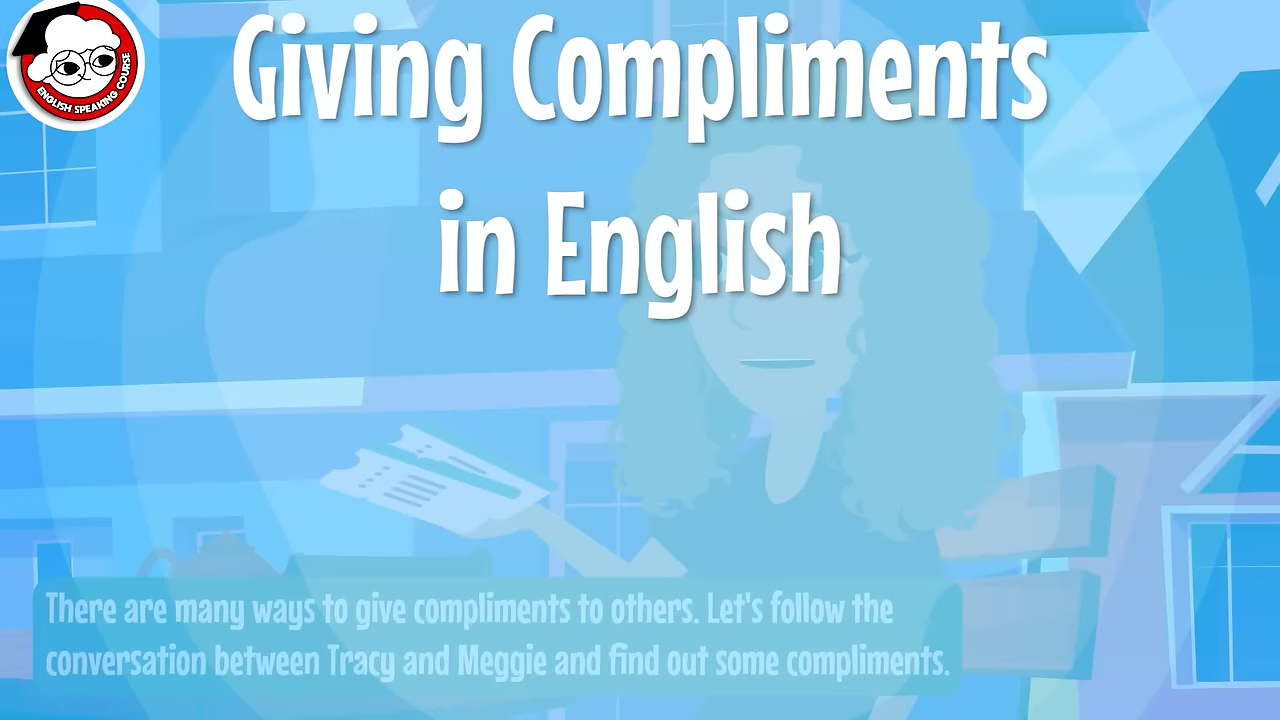 ENGLISH SPEAKING COURSE
Giving Compliments
in English
There are many ways to give compliments to others. Let's follow the
conversation between Tracy and Meggie and find out some compliments.